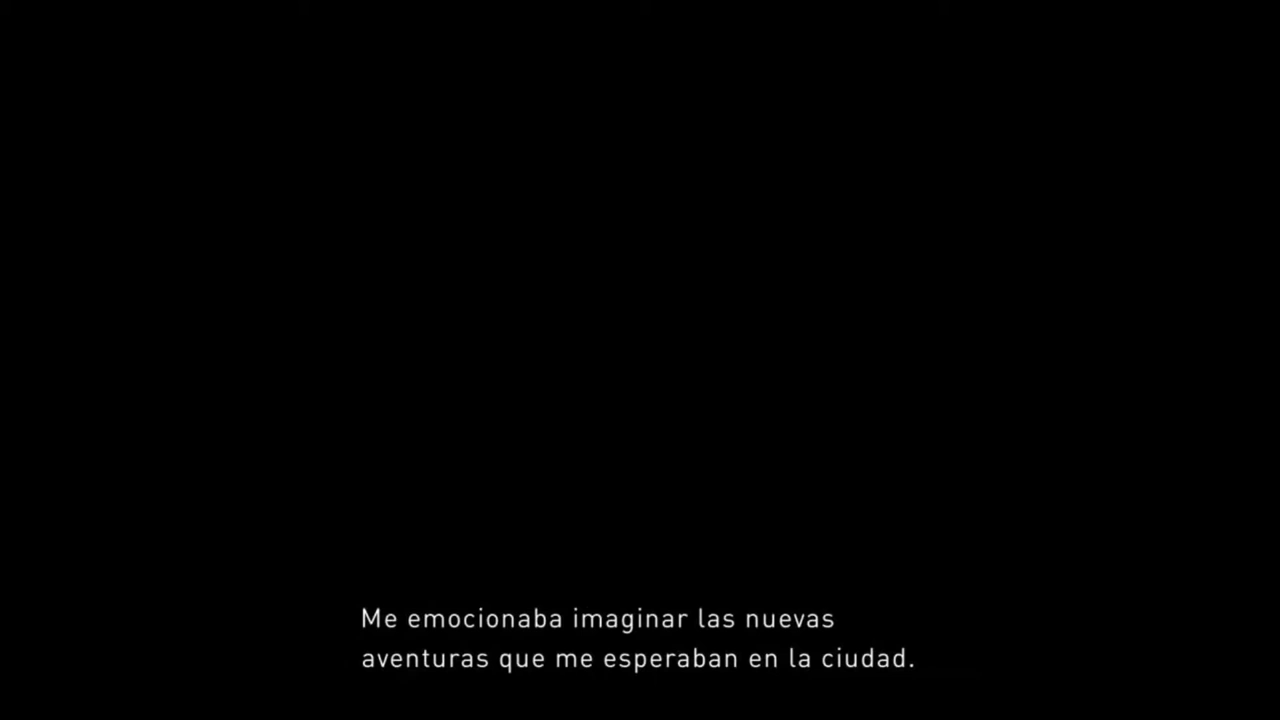 Me emocionaba imaginar las nuevas
aventuras que me esperaban en la ciudad.